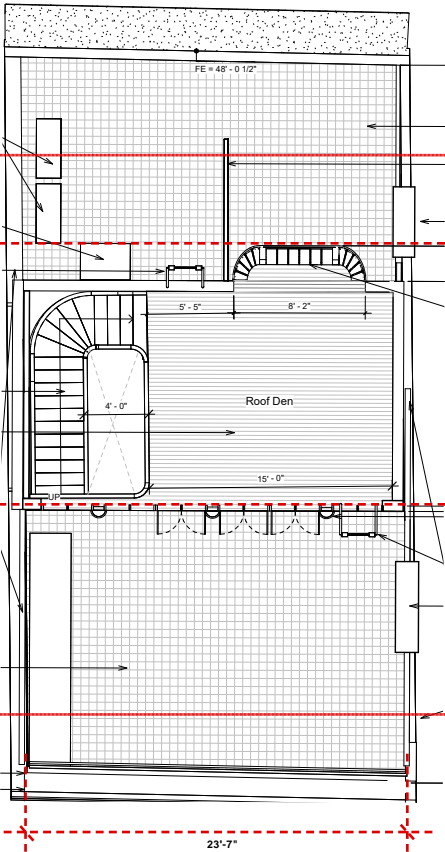 FE = 48' - 0 1/2"
5' - 5"
8' - 2"
4' - 0"
Roof Den
15' - 0"
UP
23'-7"